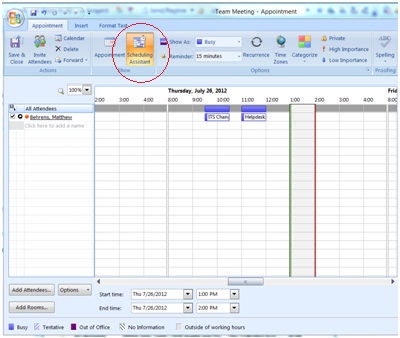 Team Meeting - Appointment
Appointment Insert Format Text
Save & Close
Invite Attendees
Calendar
Delete
Forward
Actions
Appointment
Scheduling Assistant
Show
Show As: Busy
Reminder: 15 minutes
Recurrence
Time Zones
Categorize
Options
Private
High Importance
Low Importance
Spelling
Proofing
100%
Thursday, July 26, 2012
2:00 3:00 4:00 8:00 9:00 10:00 11:00 12:00 1:00 2:00 3:00 4:00
All Attendees
Behrens, Matthew
Click here to add a name
Helpdesk
Add Attendees... Options
Add Rooms...
Start time: Thu 7/26/2012 1:00 PM
End time: Thu 7/26/2012 2:00 PM
Busy Tentative Out of Office No Information Outside of working hours